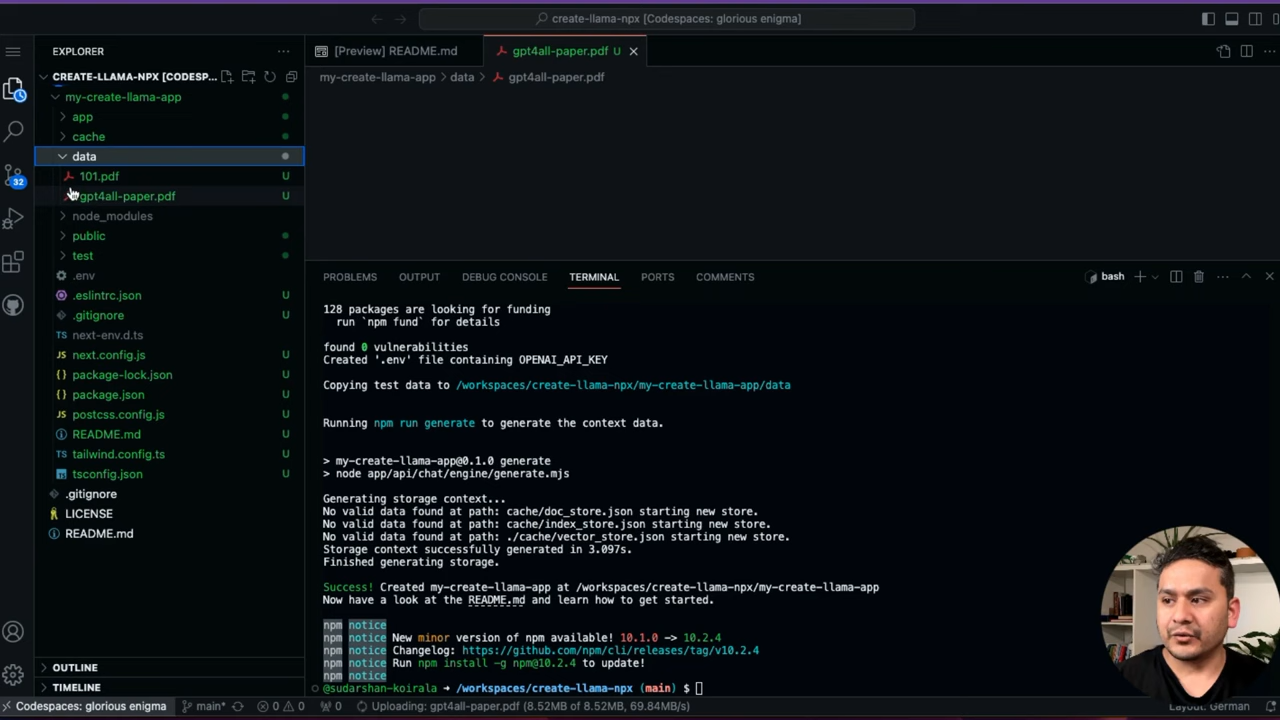 create-llama-npx [Codespaces: glorious enigma]
EXPLORER
CREATE-LLAMA-NPX [CODESP...
my-create-llama-app
app
cache
data
101.pdf U
gpt4all-paper.pdf U
node_modules
public
test
.env
.eslintrc.json U
.gitignore U
next-env.d.ts
next.config.js U
package-lock.json U
package.json U
postcss.config.js U
README.md U
tailwind.config.ts U
tsconfig.json U
.gitignore
LICENSE
README.md
OUTLINE
TIMELINE
32
[Preview] README.md
gpt4all-paper.pdf U
my-create-llama-app > data > gpt4all-paper.pdf
PROBLEMS OUTPUT DEBUG CONSOLE TERMINAL PORTS COMMENTS
bash
128 packages are looking for funding
run `npm fund` for details
found 0 vulnerabilities
Created '.env' file containing OPENAI_API_KEY
Copying test data to /workspaces/create-llama-npx/my-create-llama-app/data
Running npm run generate to generate the context data.
> my-create-llama-app@0.1.0 generate
> node app/api/chat/engine/generate.mjs
Generating storage context...
No valid data found at path: cache/doc_store.json starting new store.
No valid data found at path: cache/index_store.json starting new store.
No valid data found at path: ./cache/vector_store.json starting new store.
Storage context successfully generated in 3.097s.
Finished generating storage.
Success! Created my-create-llama-app at /workspaces/create-llama-npx/my-create-llama-app
Now have a look at the README.md and learn how to get started.
npm notice
npm notice New minor version of npm available! 10.1.0 -> 10.2.4
npm notice Changelog: https://github.com/npm/cli/releases/tag/v10.2.4
npm notice Run npm install -g npm@10.2.4 to update!
npm notice
@sudarshan-koirala → /workspaces/create-llama-npx (main) $
Codespaces: glorious enigma main* 0 0 0 Uploading: gpt4all-paper.pdf (8.52MB of 8.52MB, 69.84MB/s) Layout: German